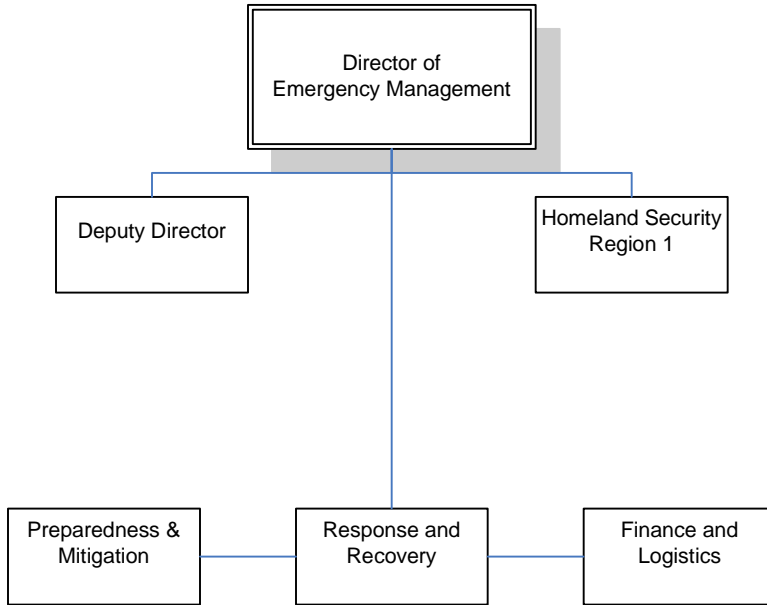 Director of
Emergency Management
Deputy Director
Homeland Security
Region 1
Preparedness &
Mitigation
Response and
Recovery
Finance and
Logistics